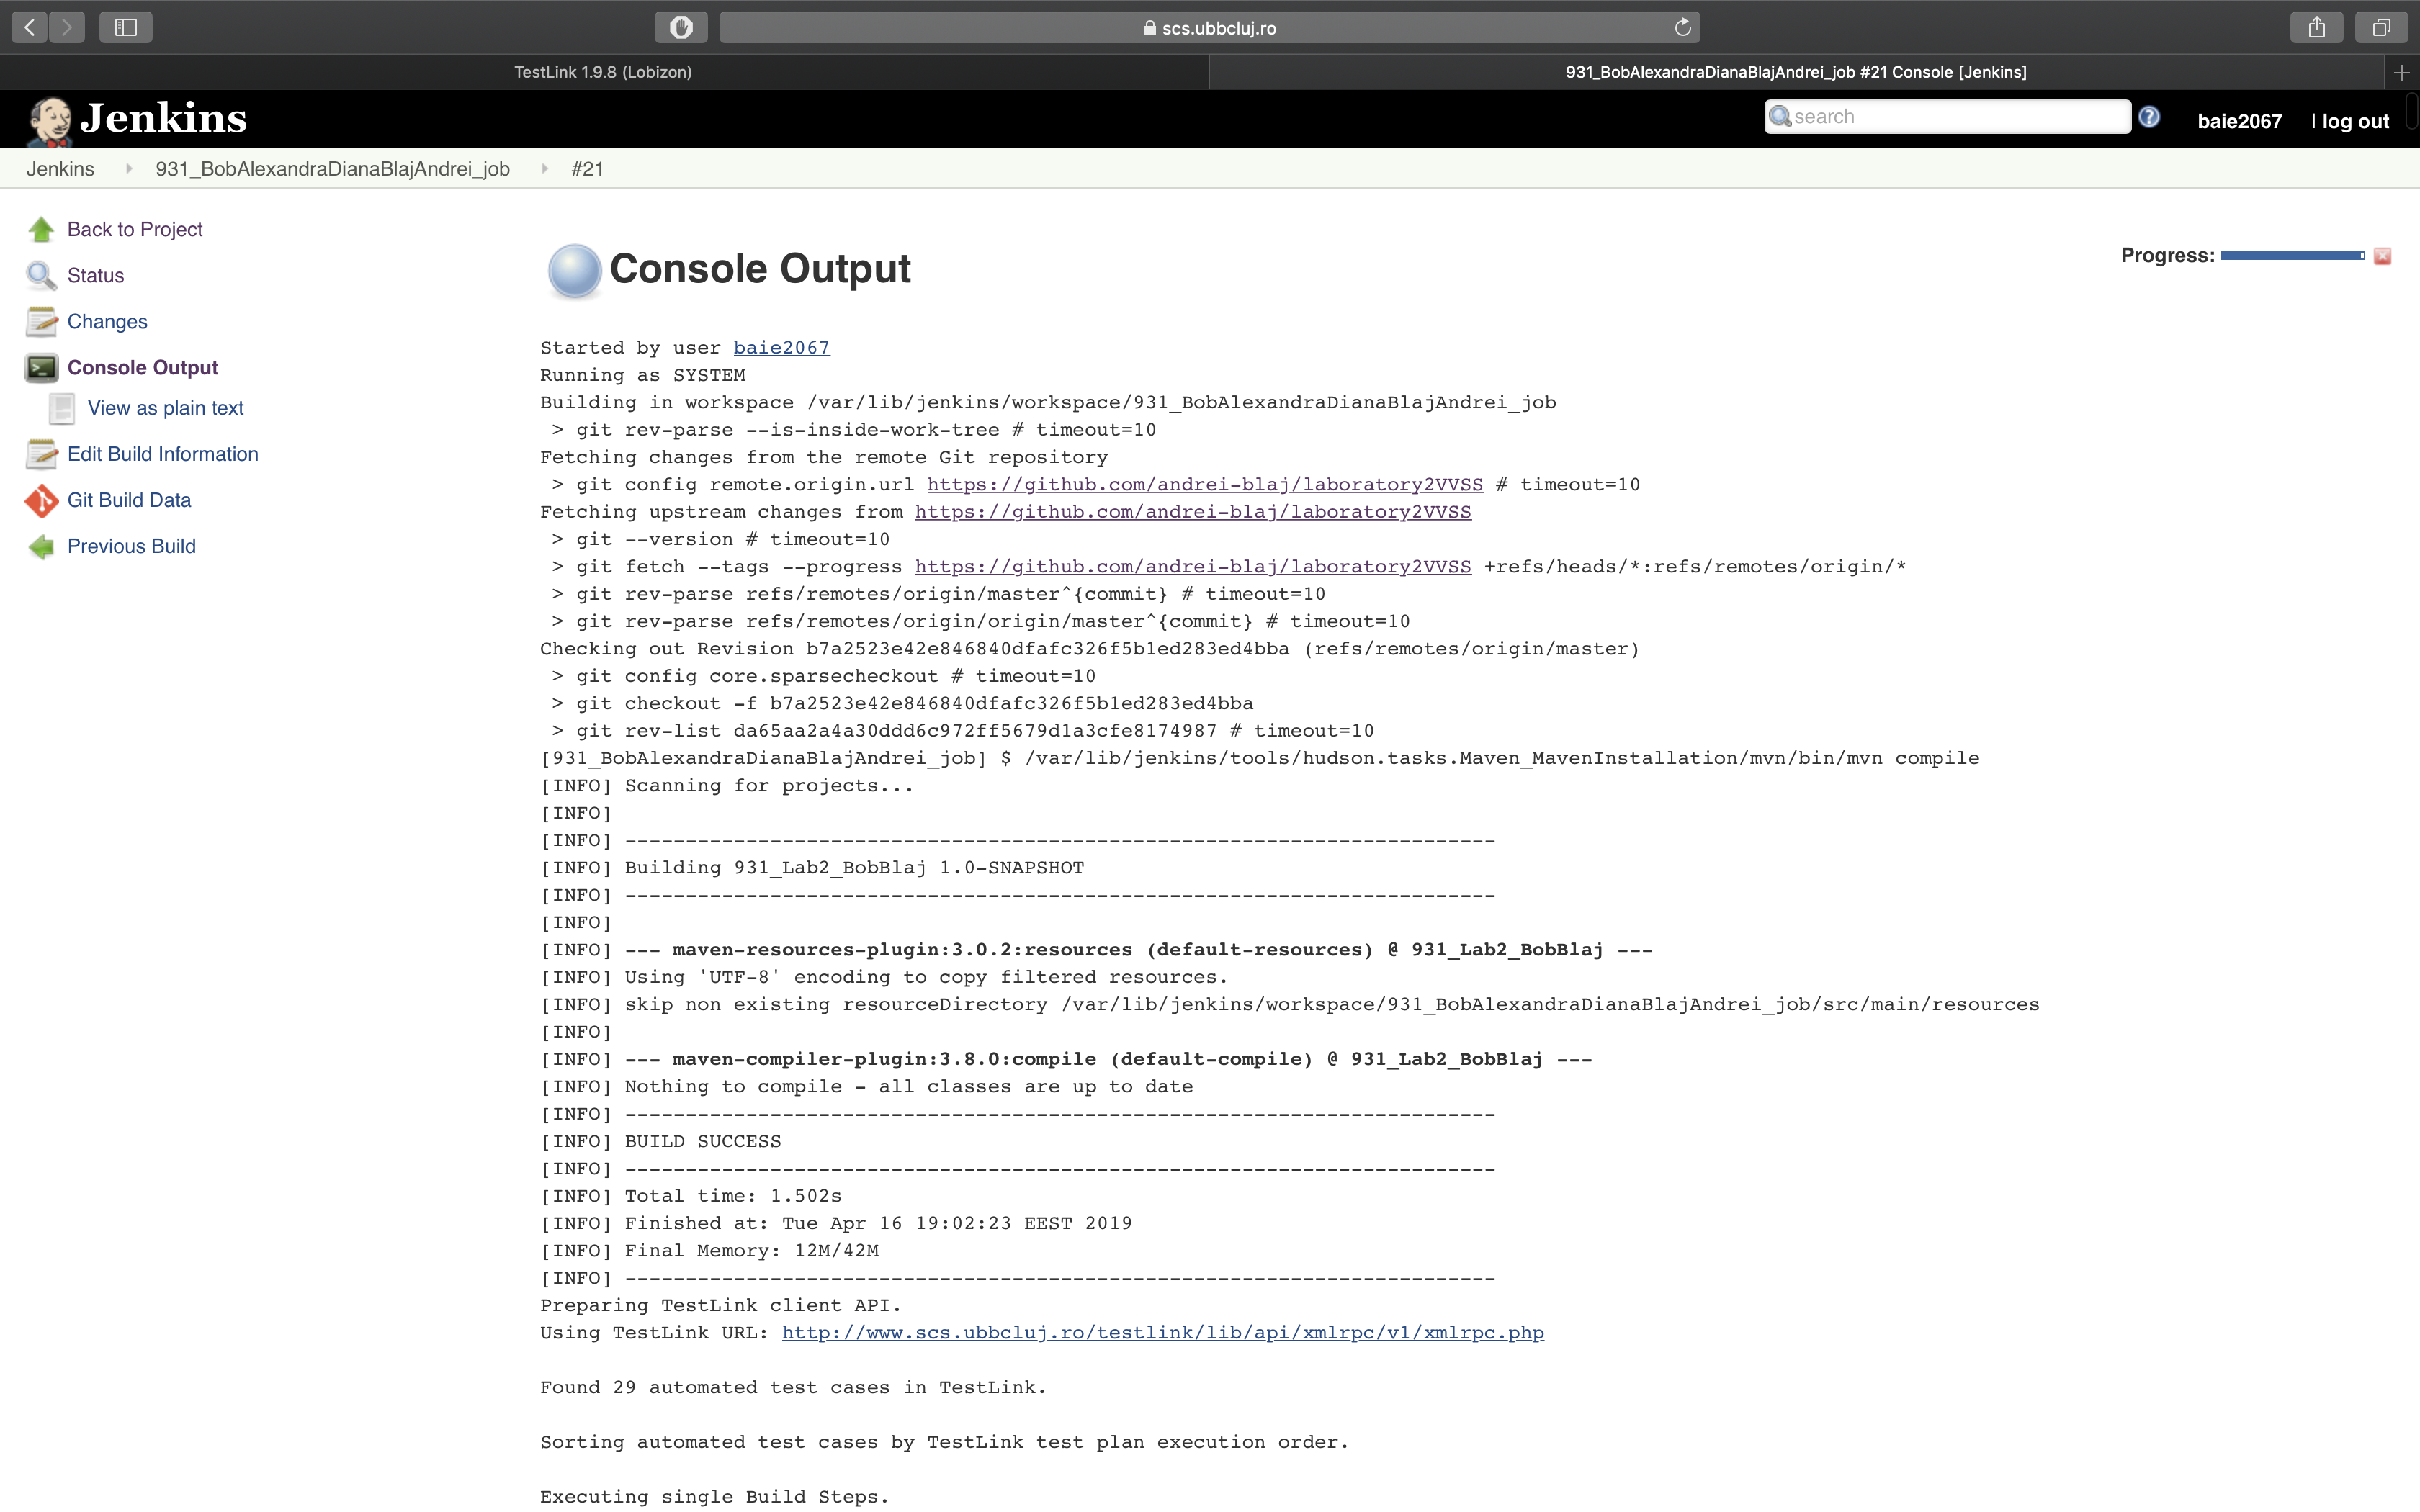 scs.ubbcluj.ro
TestLink 1.9.8 (Lobizon)
931_BobAlexandraDianaBlajAndrei_job #21 Console [Jenkins]
Jenkins
search
baie2067
| log out
Jenkins
931_BobAlexandraDianaBlajAndrei_job
#21
Back to Project
Status
Changes
Console Output
View as plain text
Edit Build Information
Git Build Data
Previous Build
Console Output
Progress:
Started by user baie2067
Running as SYSTEM
Building in workspace /var/lib/jenkins/workspace/931_BobAlexandraDianaBlajAndrei_job
> git rev-parse --is-inside-work-tree # timeout=10
Fetching changes from the remote Git repository
> git config remote.origin.url https://github.com/andrei-blaj/laboratory2VVSS # timeout=10
Fetching upstream changes from https://github.com/andrei-blaj/laboratory2VVSS
> git --version # timeout=10
> git fetch --tags --progress https://github.com/andrei-blaj/laboratory2VVSS +refs/heads/*:refs/remotes/origin/*
> git rev-parse refs/remotes/origin/master^{commit} # timeout=10
> git rev-parse refs/remotes/origin/origin/master^{commit} # timeout=10
Checking out Revision b7a2523e42e846840dfafc326f5b1ed283ed4bba (refs/remotes/origin/master)
> git config core.sparsecheckout # timeout=10
> git checkout -f b7a2523e42e846840dfafc326f5b1ed283ed4bba
> git rev-list da65aa2a4a30ddd6c972ff5679d1a3cfe8174987 # timeout=10
[931_BobAlexandraDianaBlajAndrei_job] $ /var/lib/jenkins/tools/hudson.tasks.Maven_MavenInstallation/mvn/bin/mvn compile
[INFO] Scanning for projects...
[INFO]
[INFO] ------------------------------------------------------------------------
[INFO] Building 931_Lab2_BobBlaj 1.0-SNAPSHOT
[INFO] ------------------------------------------------------------------------
[INFO]
[INFO] --- maven-resources-plugin:3.0.2:resources (default-resources) @ 931_Lab2_BobBlaj ---
[INFO] Using 'UTF-8' encoding to copy filtered resources.
[INFO] skip non existing resourceDirectory /var/lib/jenkins/workspace/931_BobAlexandraDianaBlajAndrei_job/src/main/resources
[INFO]
[INFO] --- maven-compiler-plugin:3.8.0:compile (default-compile) @ 931_Lab2_BobBlaj ---
[INFO] Nothing to compile - all classes are up to date
[INFO] ------------------------------------------------------------------------
[INFO] BUILD SUCCESS
[INFO] ------------------------------------------------------------------------
[INFO] Total time: 1.502s
[INFO] Finished at: Tue Apr 16 19:02:23 EEST 2019
[INFO] Final Memory: 12M/42M
[INFO] ------------------------------------------------------------------------
Preparing TestLink client API.
Using TestLink URL: http://www.scs.ubbcluj.ro/testlink/lib/api/xmlrpc/v1/xmlrpc.php
Found 29 automated test cases in TestLink.
Sorting automated test cases by TestLink test plan execution order.
Executing single Build Steps.